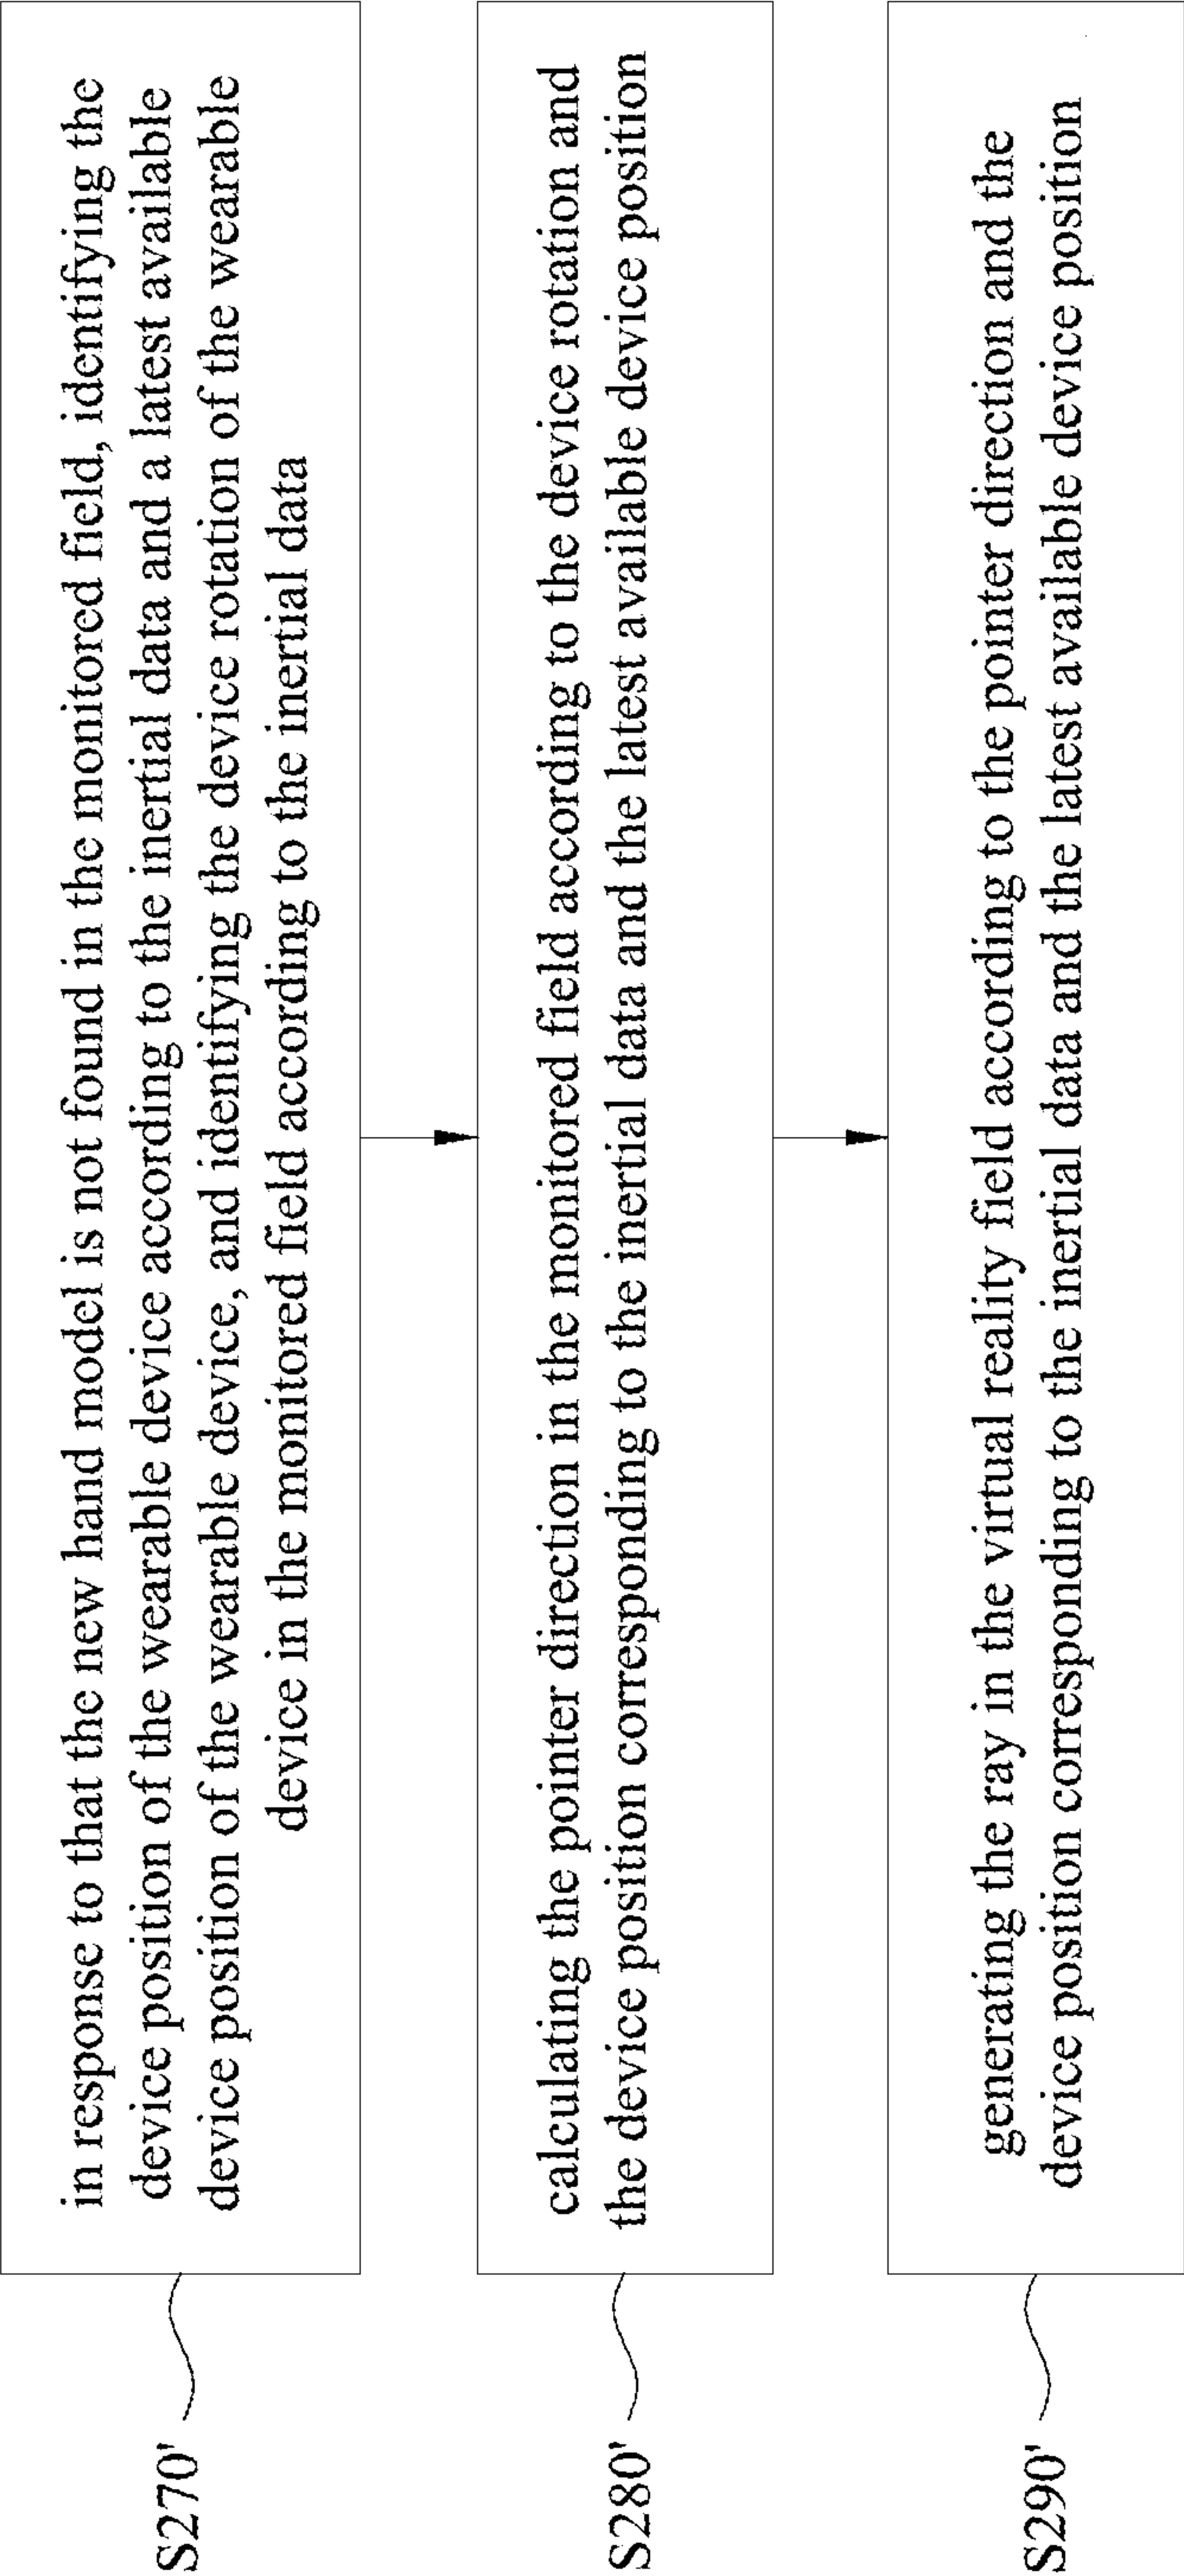 S270'
in response to that the new hand model is not found in the monitored field, identifying the
device position of the wearable device according to the inertial data and a latest available
device position of the wearable device, and identifying the device rotation of the wearable
device in the monitored field according to the inertial data
S280'
calculating the pointer direction in the monitored field according to the device rotation and
the device position corresponding to the inertial data and the latest available device position
S290'
generating the ray in the virtual reality field according to the pointer direction and the
device position corresponding to the inertial data and the latest available device position